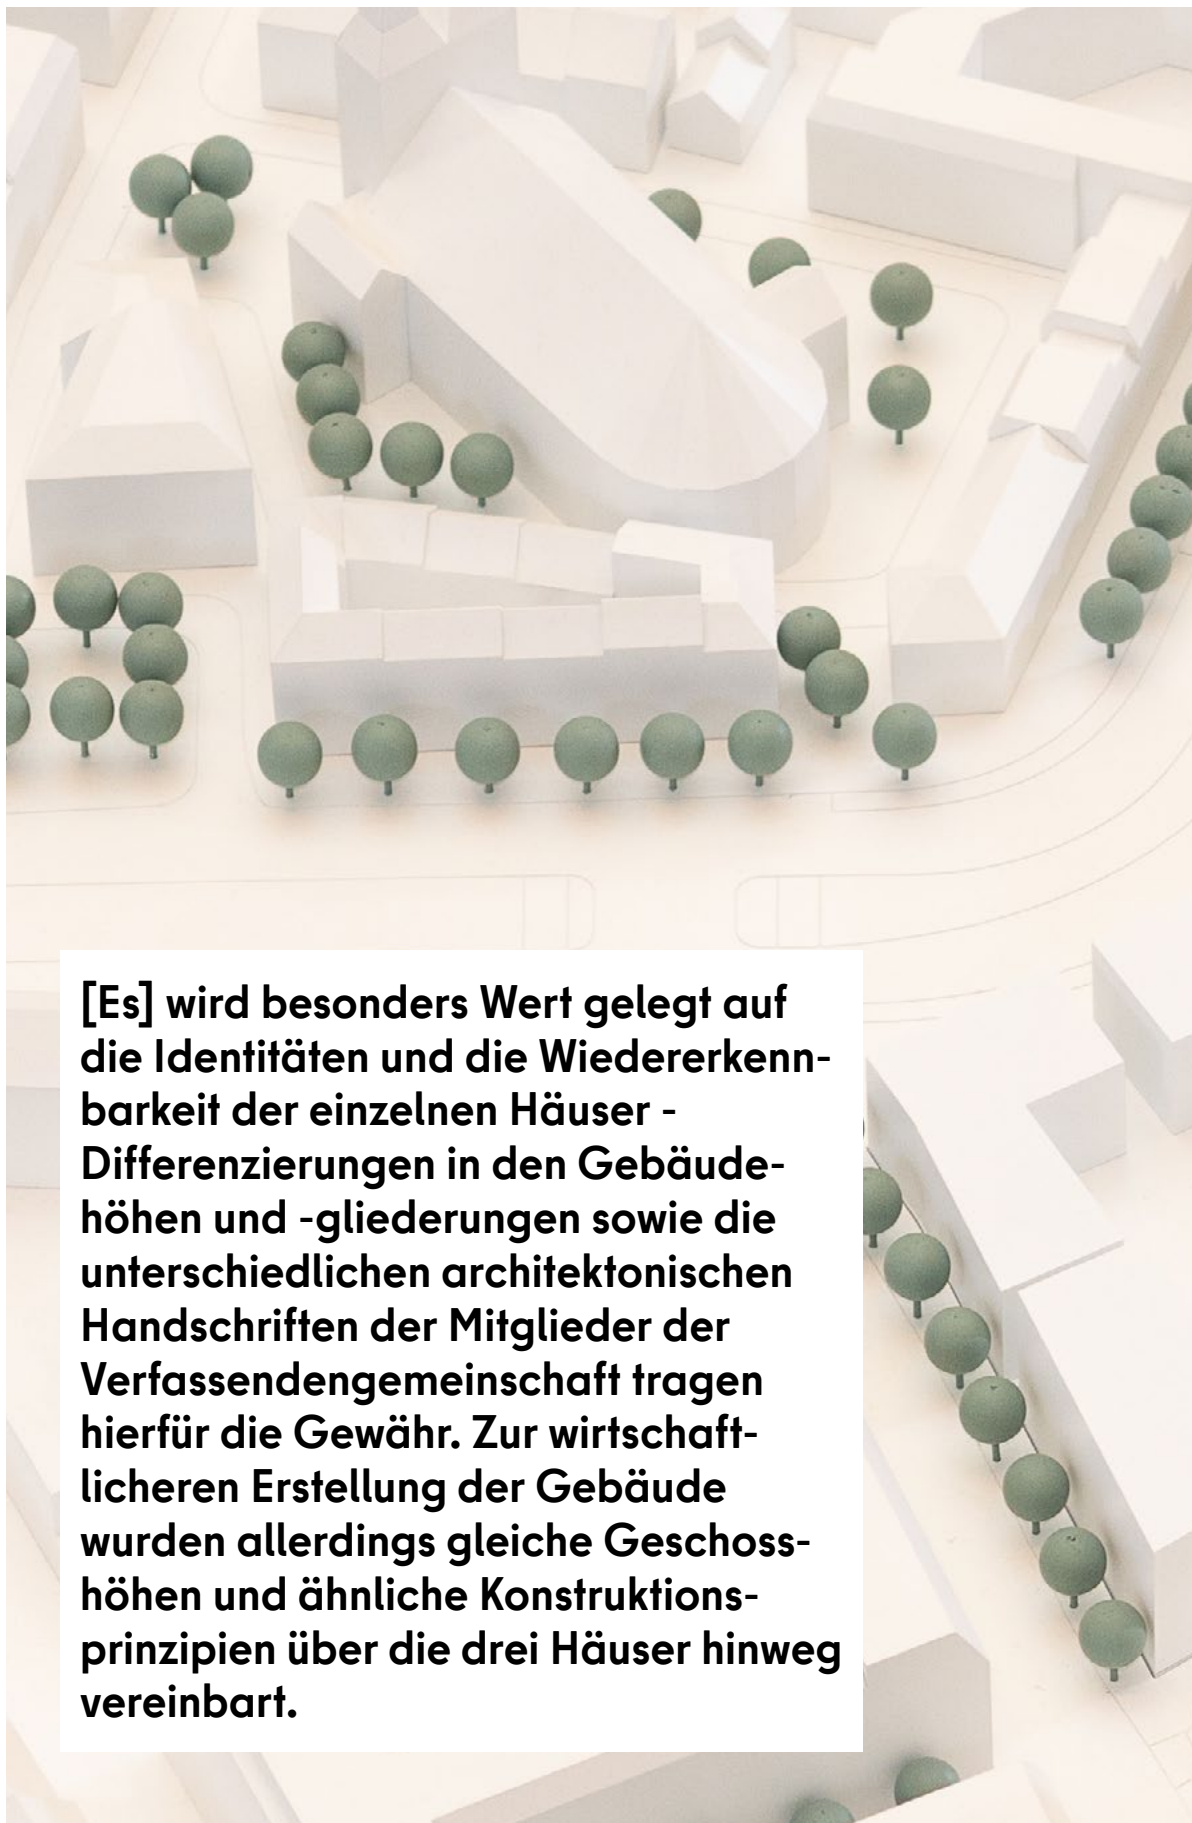 [Es] wird besonders Wert gelegt auf
die Identitäten und die Wiedererkenn-
barkeit der einzelnen Häuser -
Differenzierungen in den Gebäude-
höhen und -gliederungen sowie die
unterschiedlichen architektonischen
Handschriften der Mitglieder der
Verfassendengemeinschaft tragen
hierfür die Gewähr. Zur wirtschaft-
licheren Erstellung der Gebäude
wurden allerdings gleiche Geschoss-
höhen und ähnliche Konstruktions-
prinzipien über die drei Häuser hinweg
vereinbart.